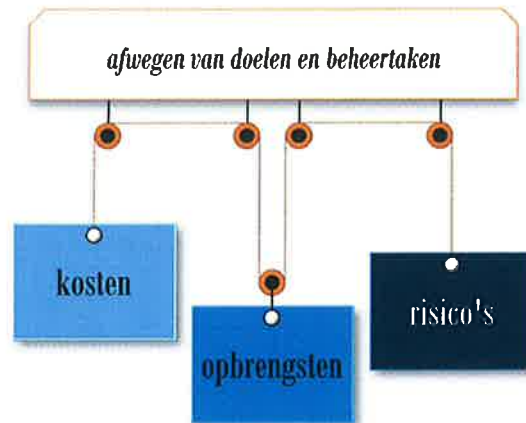 afwegen van doelen en beheertaken
kosten
opbrengsten
risico's